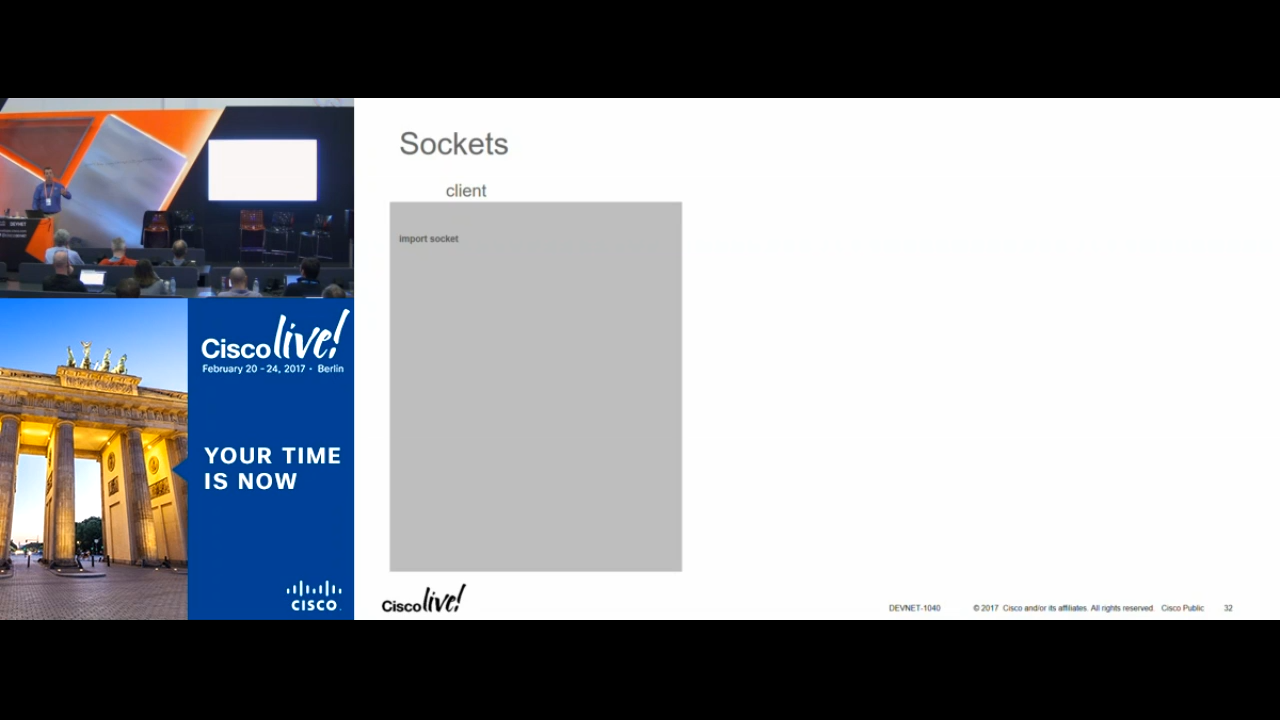 DEVNET
Cisco live!
February 20 - 24, 2017 • Berlin
YOUR TIME
IS NOW
CISCO.
Sockets
client
import socket
Cisco live!
DEVNET-1040 © 2017 Cisco and/or its affiliates. All rights reserved. Cisco Public 32